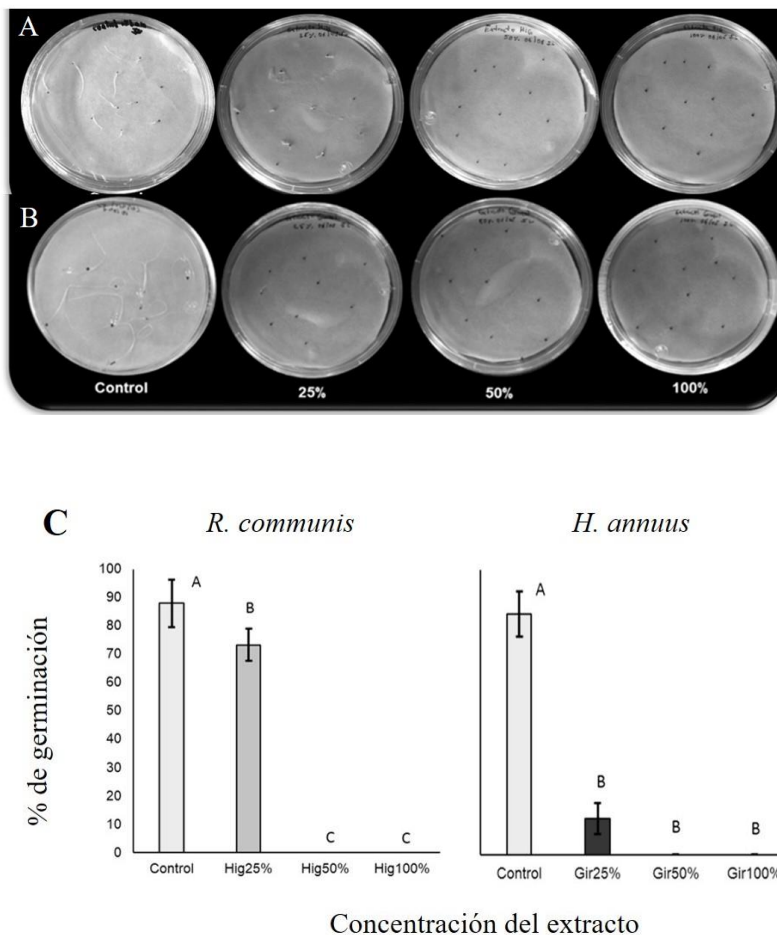 A
B
Control 25% 50% 100%
C R. communis H. annuus
% de germinación
100
90
80
70
60
50
40
30
20
10
0
A
B
C
C
Control Hig25% Hig50% Hig100%
A
B
B
B
Control Gir25% Gir50% Gir100%
Concentración del extracto